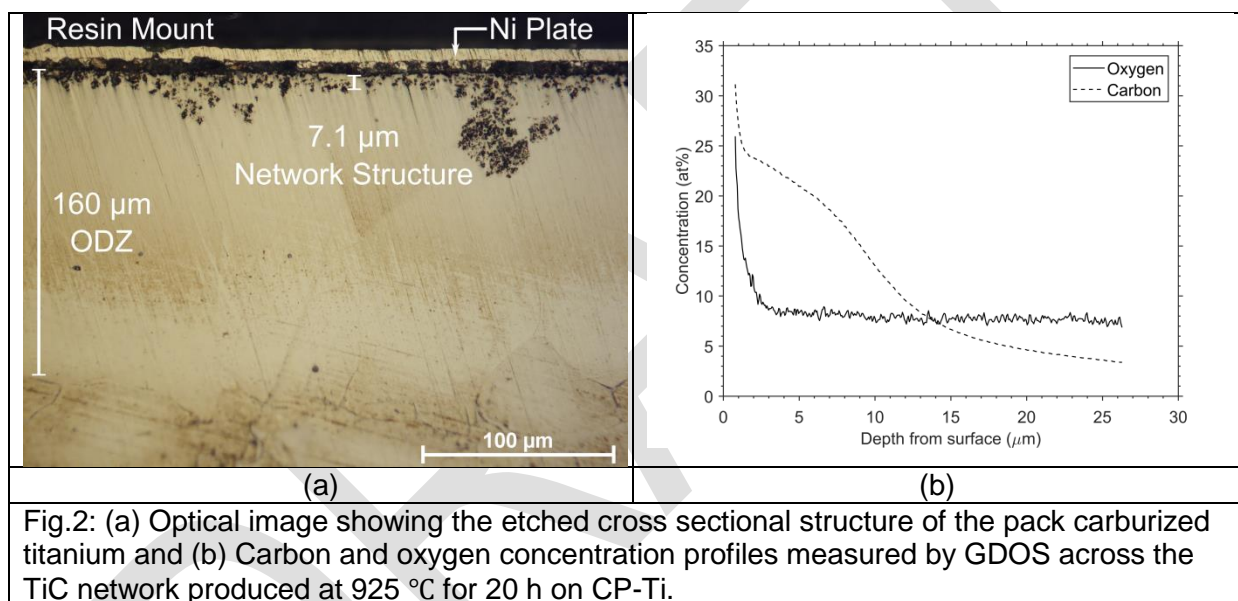 Resin Mount
Ni Plate
7.1 µm
Network Structure
160 µm
ODZ
100 µm
(a)
35
30
25
20
15
10
5
0
Concentration (at%)
Oxygen
Carbon
0 5 10 15 20 25 30
Depth from surface (μm)
(b)
Fig.2: (a) Optical image showing the etched cross sectional structure of the pack carburized
titanium and (b) Carbon and oxygen concentration profiles measured by GDOS across the
TiC network produced at 925 ℃ for 20 h on CP-Ti.